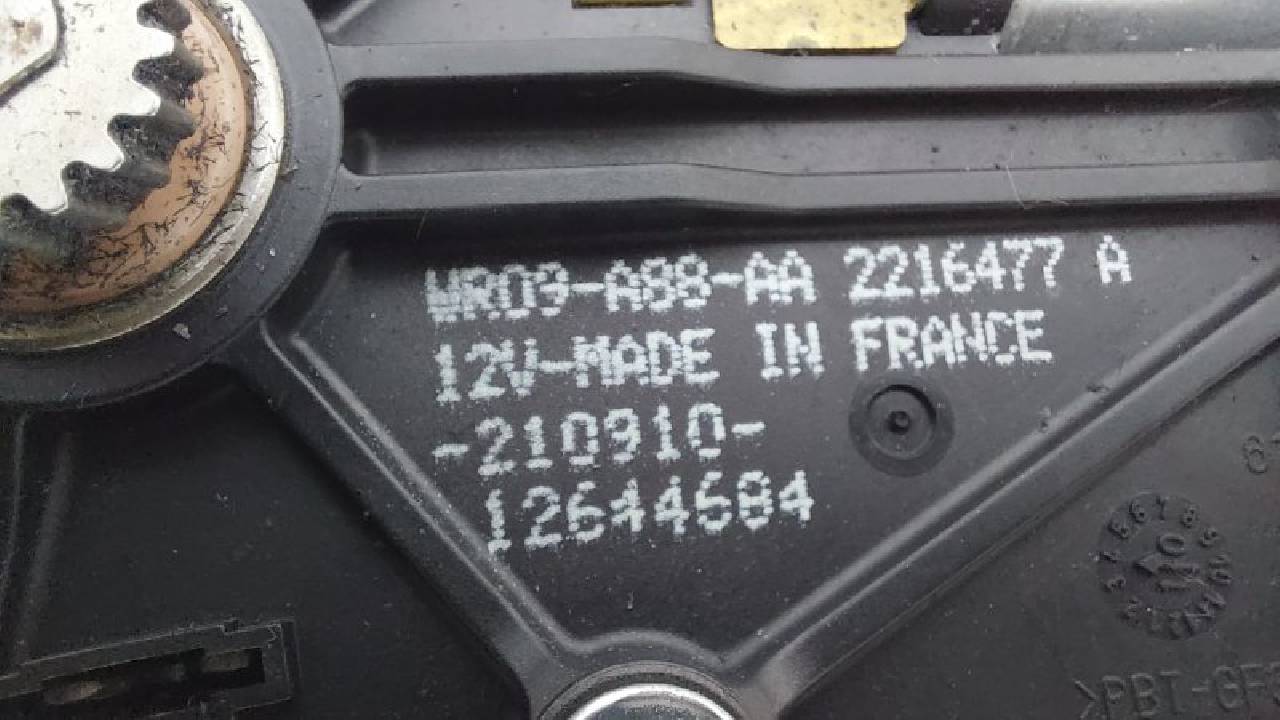 WR09-A88-AA 2216477 A
12V-MADE IN FRANCE
-210910-
12644684
>PBT-GF